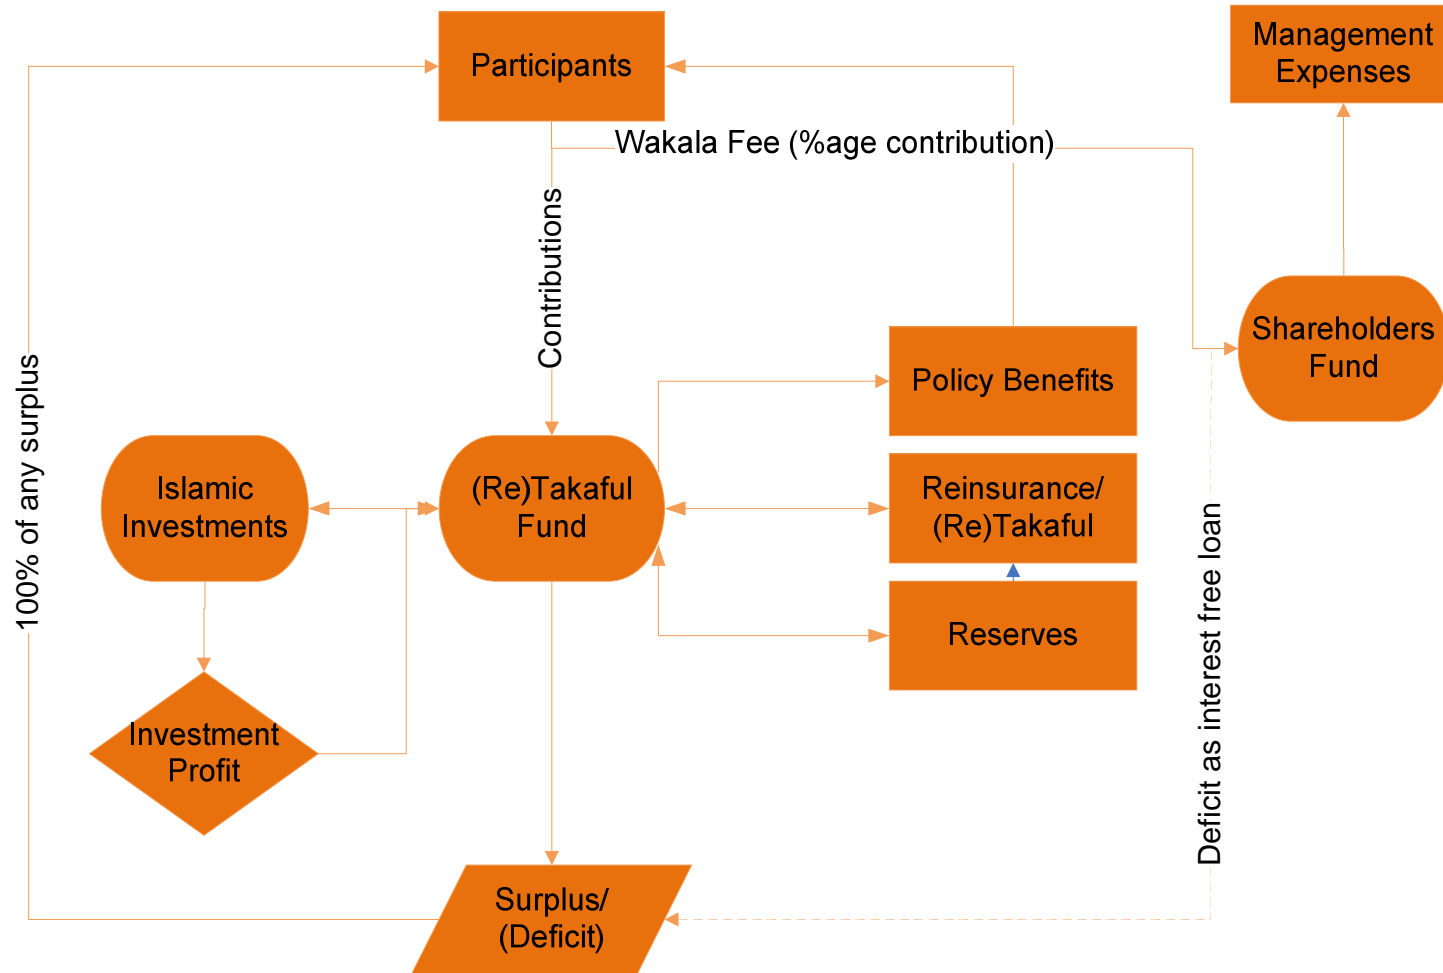 Participants
Management
Expenses
Wakala Fee (%age contribution)
Contributions
Shareholders
Fund
Policy Benefits
100% of any surplus
Islamic
Investments
(Re)Takaful
Fund
Reinsurance/
(Re)Takaful
Reserves
Deficit as interest free loan
Investment
Profit
Surplus/
(Deficit)